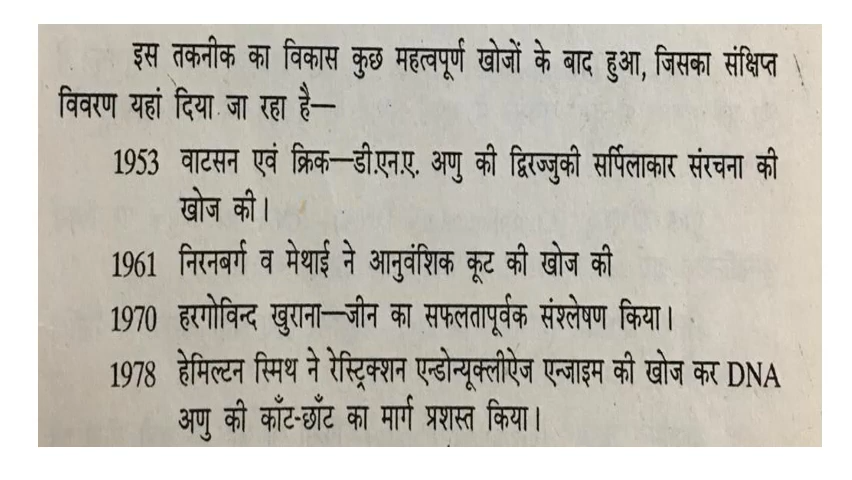 इस तकनीक का विकास कुछ महत्वपूर्ण खोजों के बाद हुआ, जिसका संक्षिप्त
विवरण यहां दिया जा रहा है—
1953 वाटसन एवं क्रिक—डी.एन.ए. अणु की द्विरज्जुकी सर्पिलाकार संरचना की
खोज की।
1961 निरनबर्ग व मेथाई ने आनुवंशिक कूट की खोज की
1970 हरगोविन्द खुराना—जीन का सफलतापूर्वक संश्लेषण किया।
1978 हेमिल्टन स्मिथ ने रेस्ट्रिक्शन एन्डोन्यूक्लीऐज एन्जाइम की खोज कर DNA
अणु की काँट-छाँट का मार्ग प्रशस्त किया।